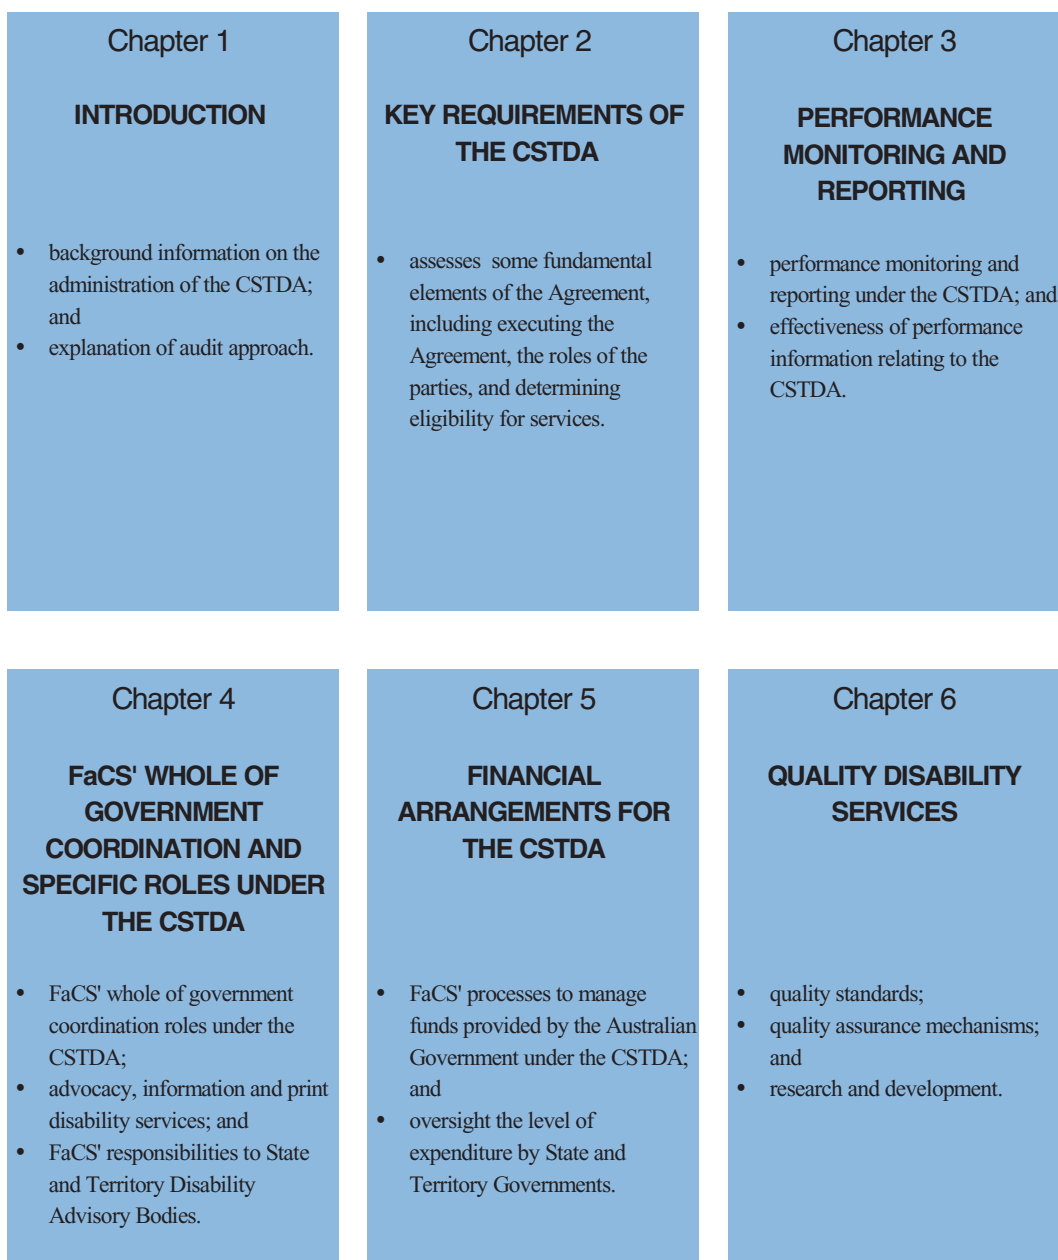 Chapter 1
INTRODUCTION
• background information on the
administration of the CSTDA;
and
• explanation of audit approach.
Chapter 2
KEY REQUIREMENTS OF
THE CSTDA
• assesses some fundamental
elements of the Agreement,
including executing the
Agreement, the roles of the
parties, and determining
eligibility for services.
Chapter 3
PERFORMANCE
MONITORING AND
REPORTING
• performance monitoring and
reporting under the CSTDA; and
• effectiveness of performance
information relating to the
CSTDA.
Chapter 4
FaCS' WHOLE OF
GOVERNMENT
COORDINATION AND
SPECIFIC ROLES UNDER
THE CSTDA
• FaCS' whole of government
coordination roles under the
CSTDA;
• advocacy, information and print
disability services; and
• FaCS' responsibilities to State
and Territory Disability
Advisory Bodies.
Chapter 5
FINANCIAL
ARRANGEMENTS FOR
THE CSTDA
• FaCS' processes to manage
funds provided by the Australian
Government under the CSTDA;
and
• oversight the level of
expenditure by State and
Territory Governments.
Chapter 6
QUALITY DISABILITY
SERVICES
• quality standards;
• quality assurance mechanisms;
and
• research and development.